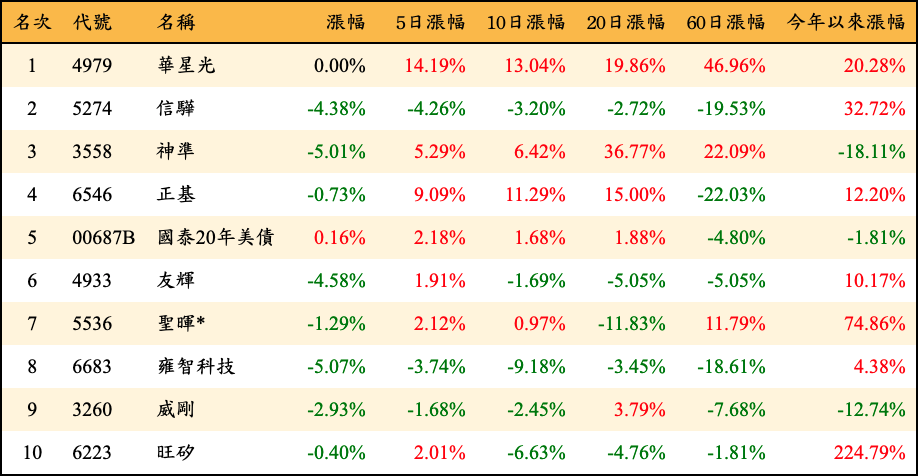 名次 代號 名稱 漲幅 5日漲幅 10日漲幅 20日漲幅 60日漲幅 今年以來漲幅
1 4979 華星光 0.00% 14.19% 13.04% 19.86% 46.96% 20.28%
2 5274 信驊 -4.38% -4.26% -3.20% -2.72% -19.53% 32.72%
3 3558 神準 -5.01% 5.29% 6.42% 36.77% 22.09% -18.11%
4 6546 正基 -0.73% 9.09% 11.29% 15.00% -22.03% 12.20%
5 00687B 國泰20年美債 0.16% 2.18% 1.68% 1.88% -4.80% -1.81%
6 4933 友輝 -4.58% 1.91% -1.69% -5.05% -5.05% 10.17%
7 5536 聖暉* -1.29% 2.12% 0.97% -11.83% 11.79% 74.86%
8 6683 雍智科技 -5.07% -3.74% -9.18% -3.45% -18.61% 4.38%
9 3260 威剛 -2.93% -1.68% -2.45% 3.79% -7.68% -12.74%
10 6223 旺矽 -0.40% 2.01% -6.63% -4.76% -1.81% 224.79%